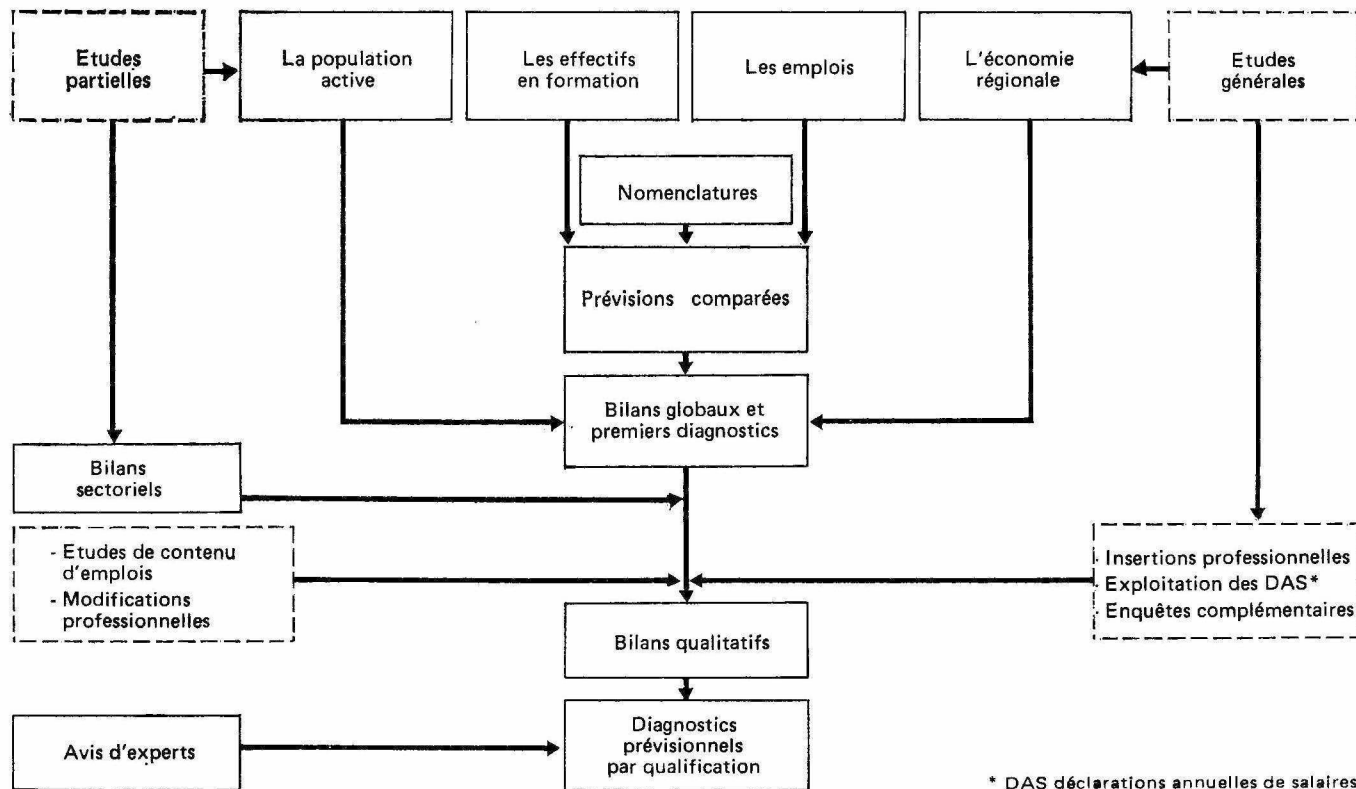 Etudes
partielles
La population
active
Les effectifs
en formation
Les emplois
L'économie
régionale
Etudes
générales
Nomenclatures
Prévisions comparées
Bilans globaux et
premiers diagnostics
Bilans
sectoriels
- Etudes de contenu
d'emplois
- Modifications
professionnelles
- Insertions professionnelles
- Exploitation des DAS*
- Enquêtes complémentaires
Bilans qualitatifs
Avis d'experts
Diagnostics
prévisionnels
par qualification
* DAS déclarations annuelles de salaires